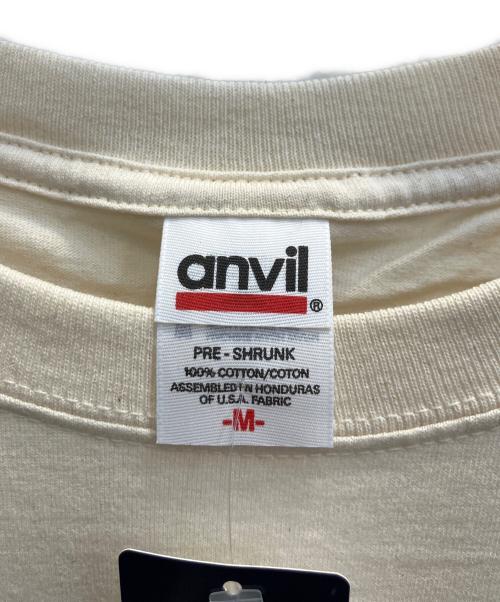 anvil
®
PRE - SHRUNK
100% COTTON/COTON
ASSEMBLED IN HONDURAS
OF U.S.A. FABRIC
-M-